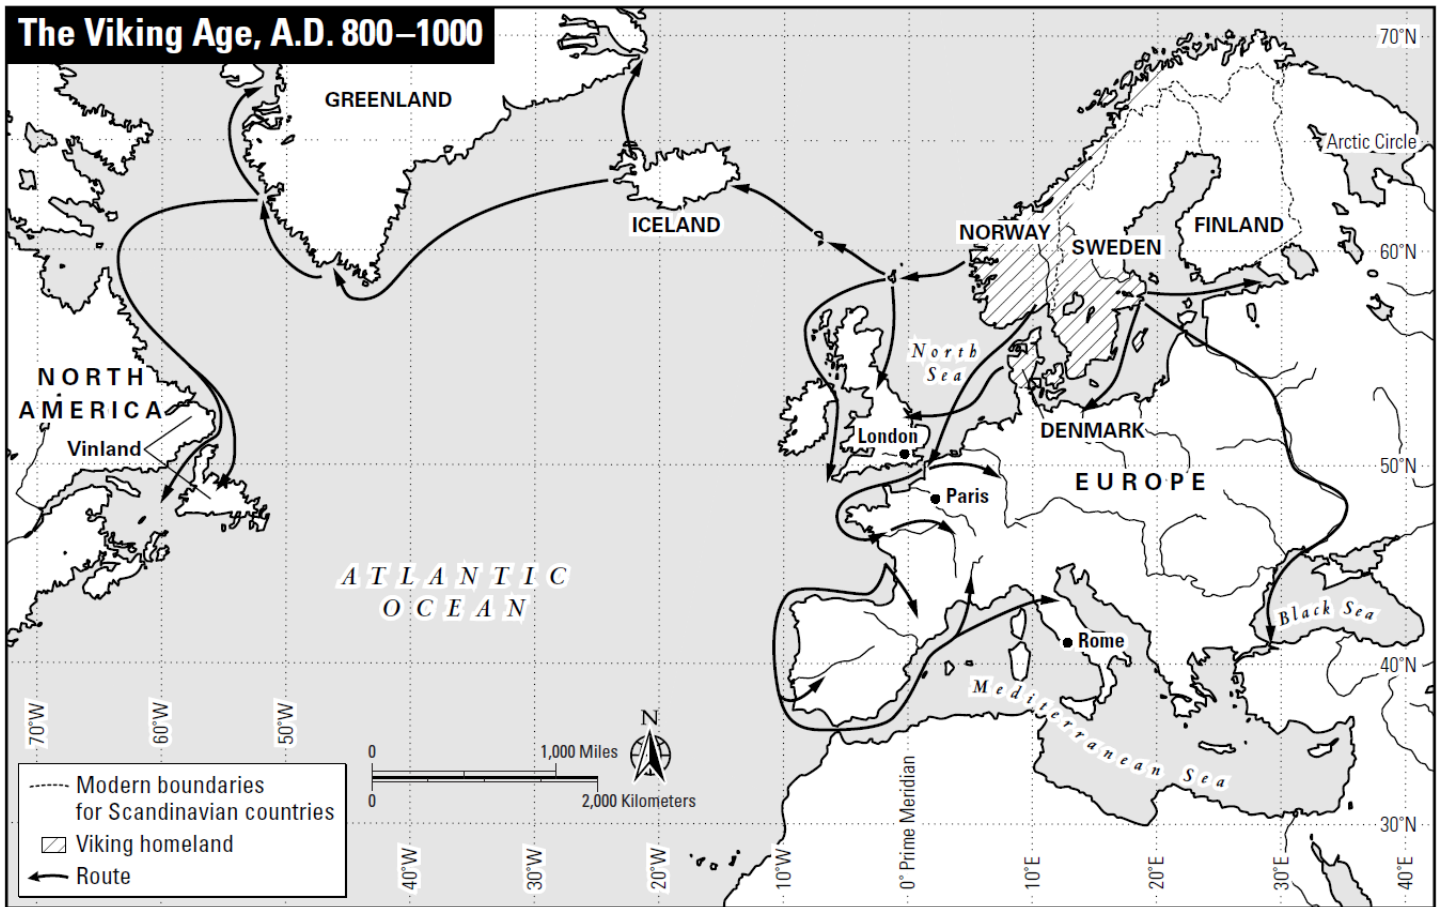 The Viking Age, A.D. 800–1000
70°N
GREENLAND
Arctic Circle
ICELAND
NORWAY
FINLAND
SWEDEN
60°N
North
Sea
NORTH
AMERICA
Vinland
London
DENMARK
50°N
EUROPE
Paris
ATLANTIC
OCEAN
Black Sea
Rome
40°N
Mediterranean Sea
70°W
60°W
50°W
N
0
1,000 Miles
0
2,000 Kilometers
Modern boundaries
for Scandinavian countries
Viking homeland
Route
30°N
40°W
30°W
20°W
10°W
0° Prime Meridian
10°E
20°E
30°E
40°E